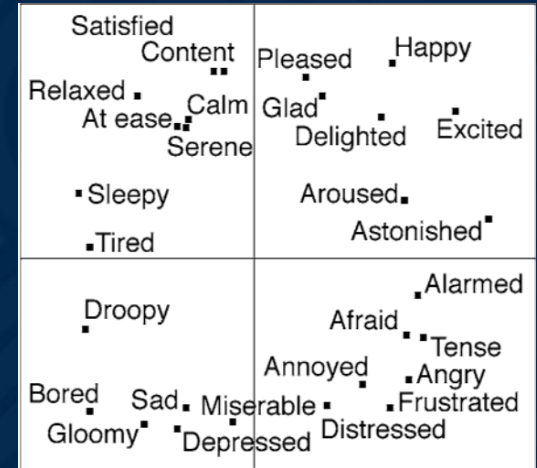 Satisfied
Content
Pleased
Happy
Relaxed
Calm
Glad
At ease
Delighted
Excited
Serene
Sleepy
Aroused
Astonished
Tired
Alarmed
Droopy
Afraid
Tense
Annoyed
Angry
Bored
Sad
Miserable
Frustrated
Gloomy
Depressed
Distressed